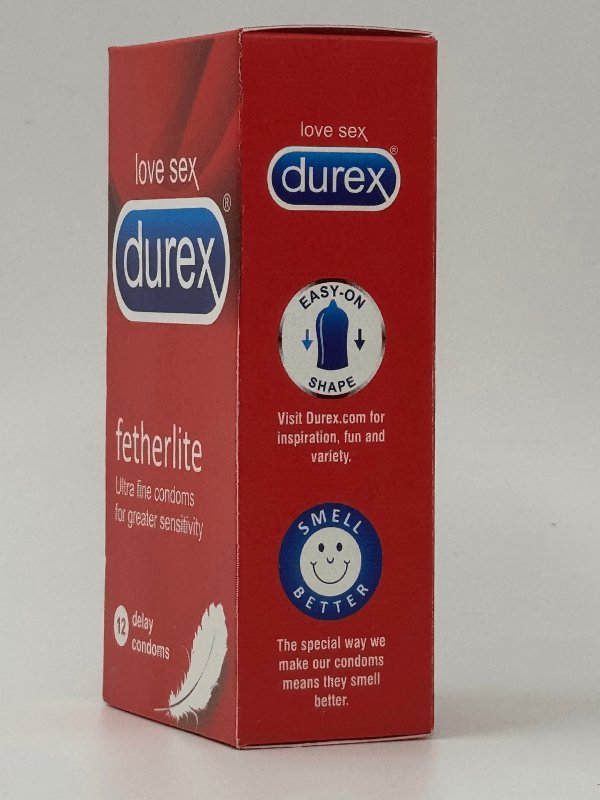 love sex
durex®
fetherlite
Ultra fine condoms
for greater sensitivity
12 delay
condoms
love sex
durex®
EASY-ON
SHAPE
Visit Durex.com for
inspiration, fun and
variety.
SMELL
BETTER
The special way we
make our condoms
means they smell
better.